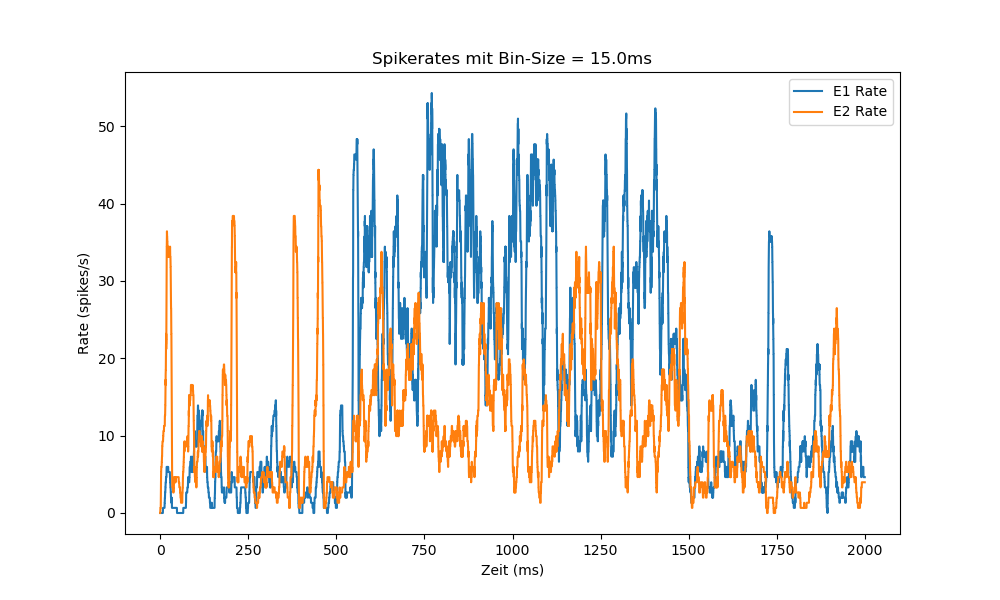 Spikerates mit Bin-Size = 15.0ms
E1 Rate
E2 Rate
50
40
30
20
10
0
Rate (spikes/s)
0 250 500 750 1000 1250 1500 1750 2000
Zeit (ms)